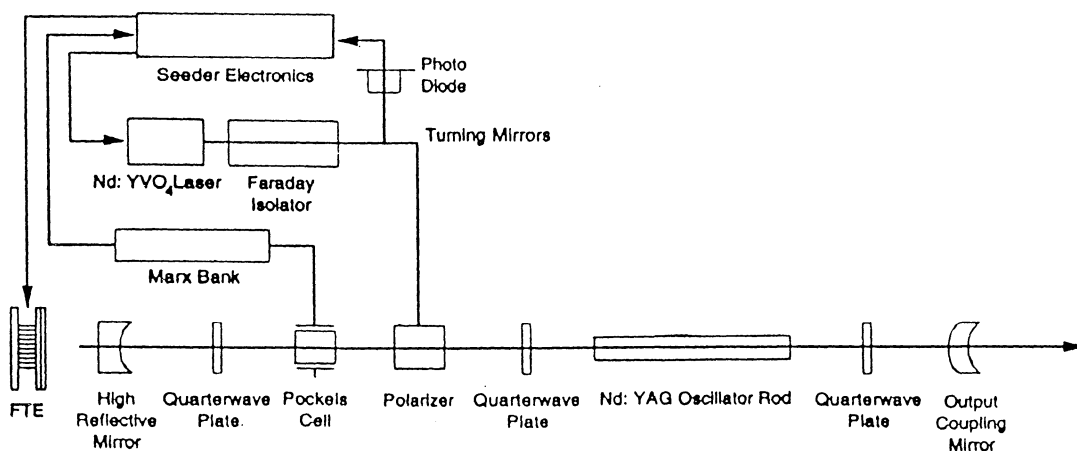 Seeder Electronics
Photo
Diode
Turning Mirrors
Nd: YVO4Laser
Faraday
Isolator
Marx Bank
FTE
High
Reflective
Mirror
Quarterwave
Plate.
Pockels
Cell
Polarizer
Quarterwave
Plate
Nd: YAG Oscillator Rod
Quarterwave
Plate
Output
Coupling
Mirror